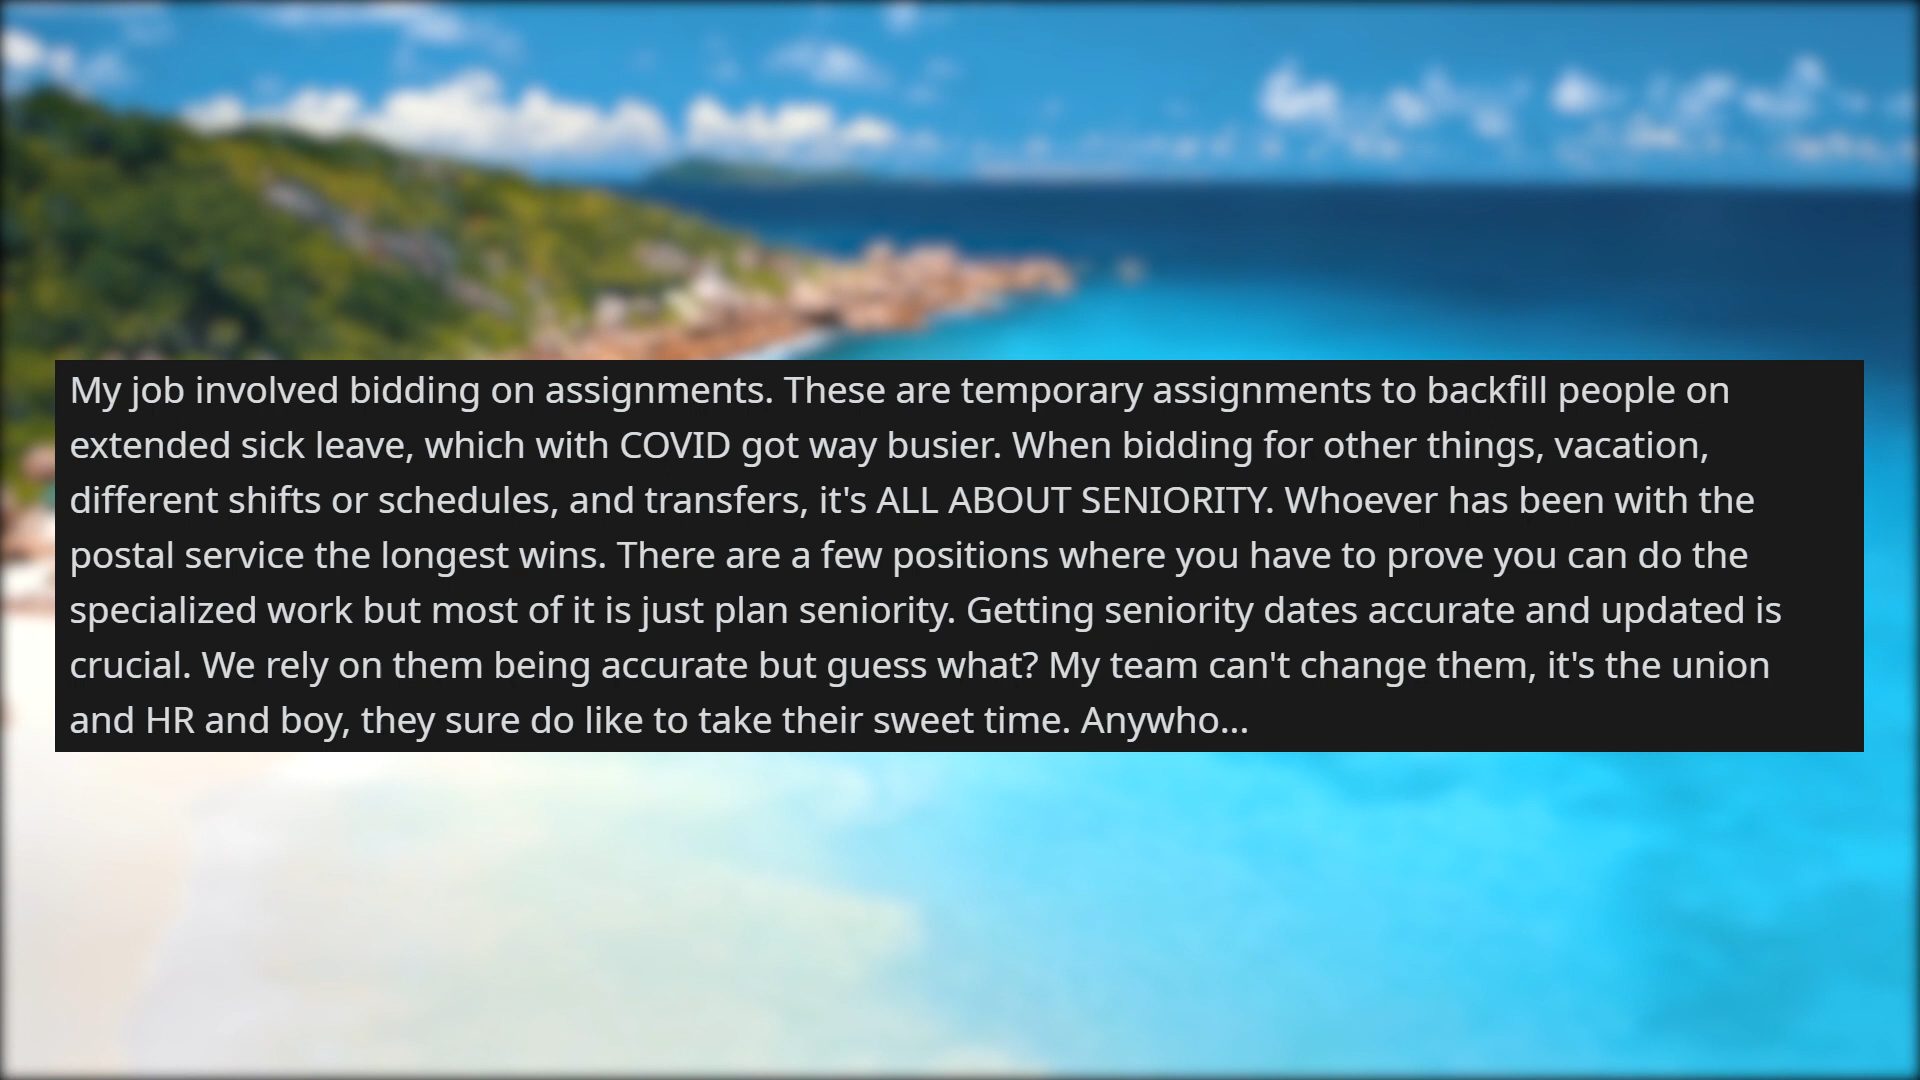 My job involved bidding on assignments. These are temporary assignments to backfill people on
extended sick leave, which with COVID got way busier. When bidding for other things, vacation,
different shifts or schedules, and transfers, it's ALL ABOUT SENIORITY. Whoever has been with the
postal service the longest wins. There are a few positions where you have to prove you can do the
specialized work but most of it is just plan seniority. Getting seniority dates accurate and updated is
crucial. We rely on them being accurate but guess what? My team can't change them, it's the union
and HR and boy, they sure do like to take their sweet time. Anywho...